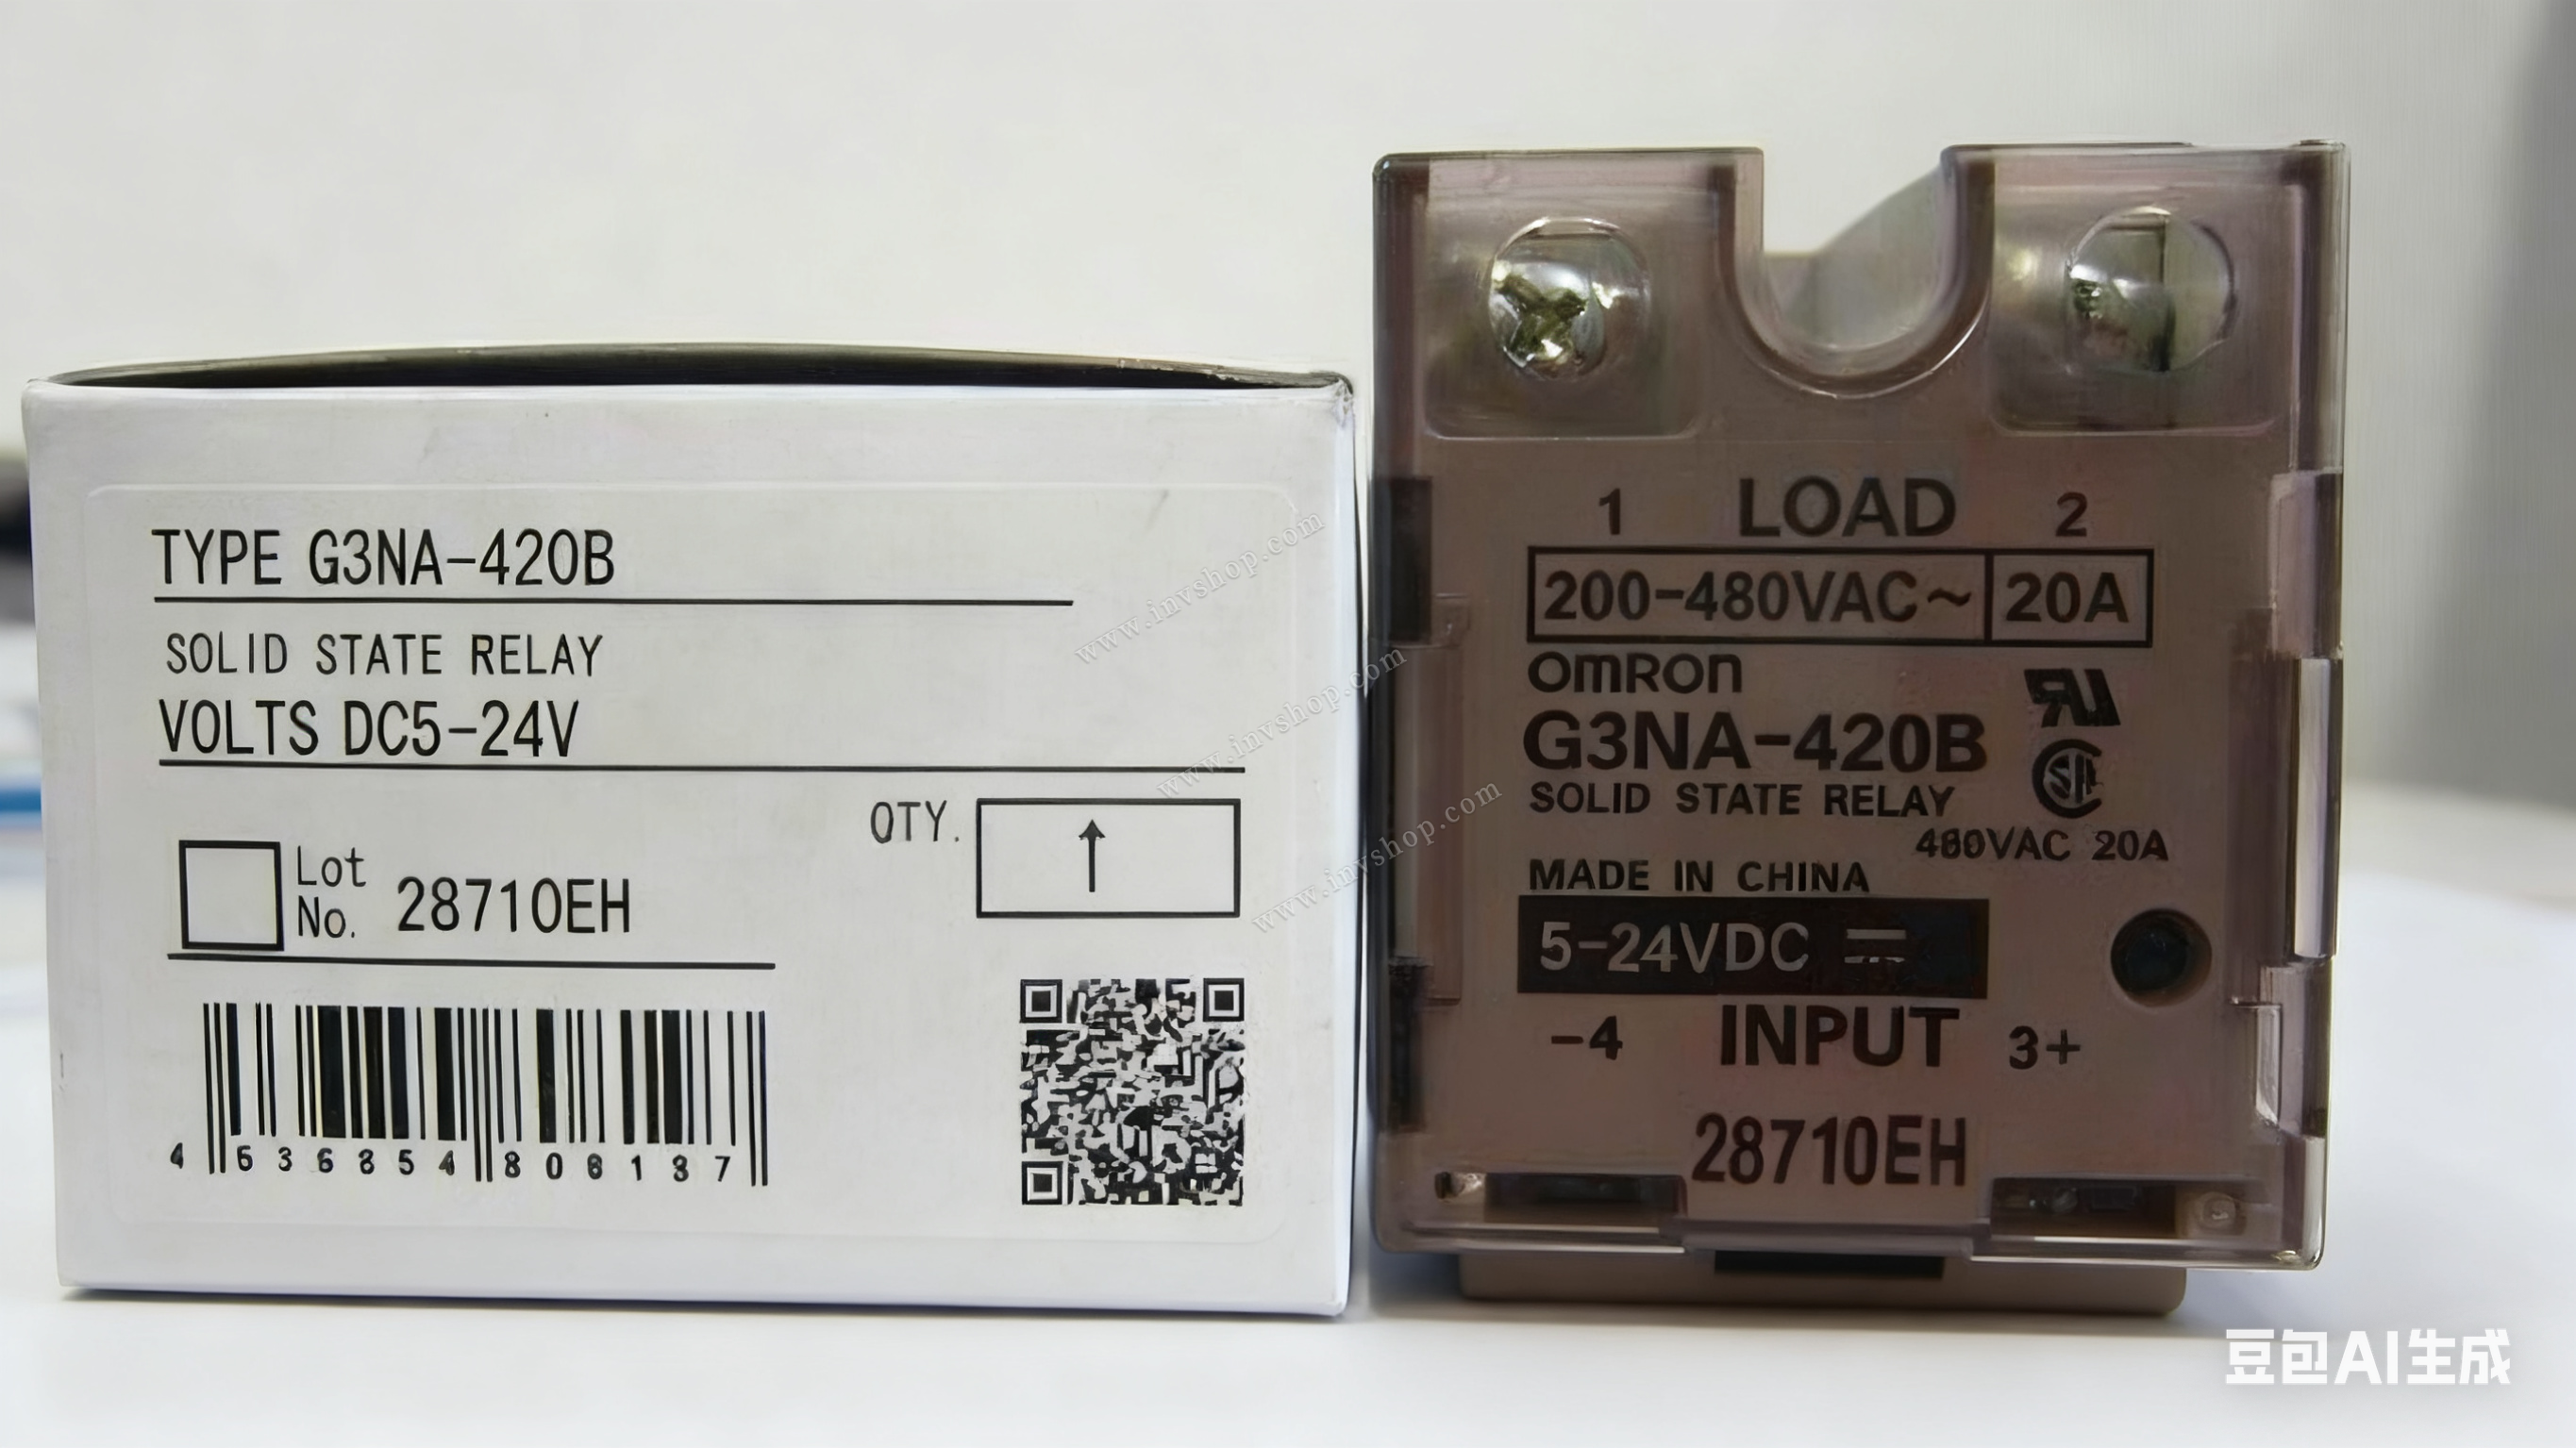 TYPE G3NA-420B
SOLID STATE RELAY
VOLTS DC5-24V
QTY.
Lot
No. 28710EH
4 636854 806137
1 LOAD 2
200-480VAC~ 20A
omron
G3NA-420B
SOLID STATE RELAY
480VAC 20A
MADE IN CHINA
5-24VDC
-4 INPUT 3+
28710EH
www.invshop.com
www.invshop.com
www.invshop.com
豆包AI生成